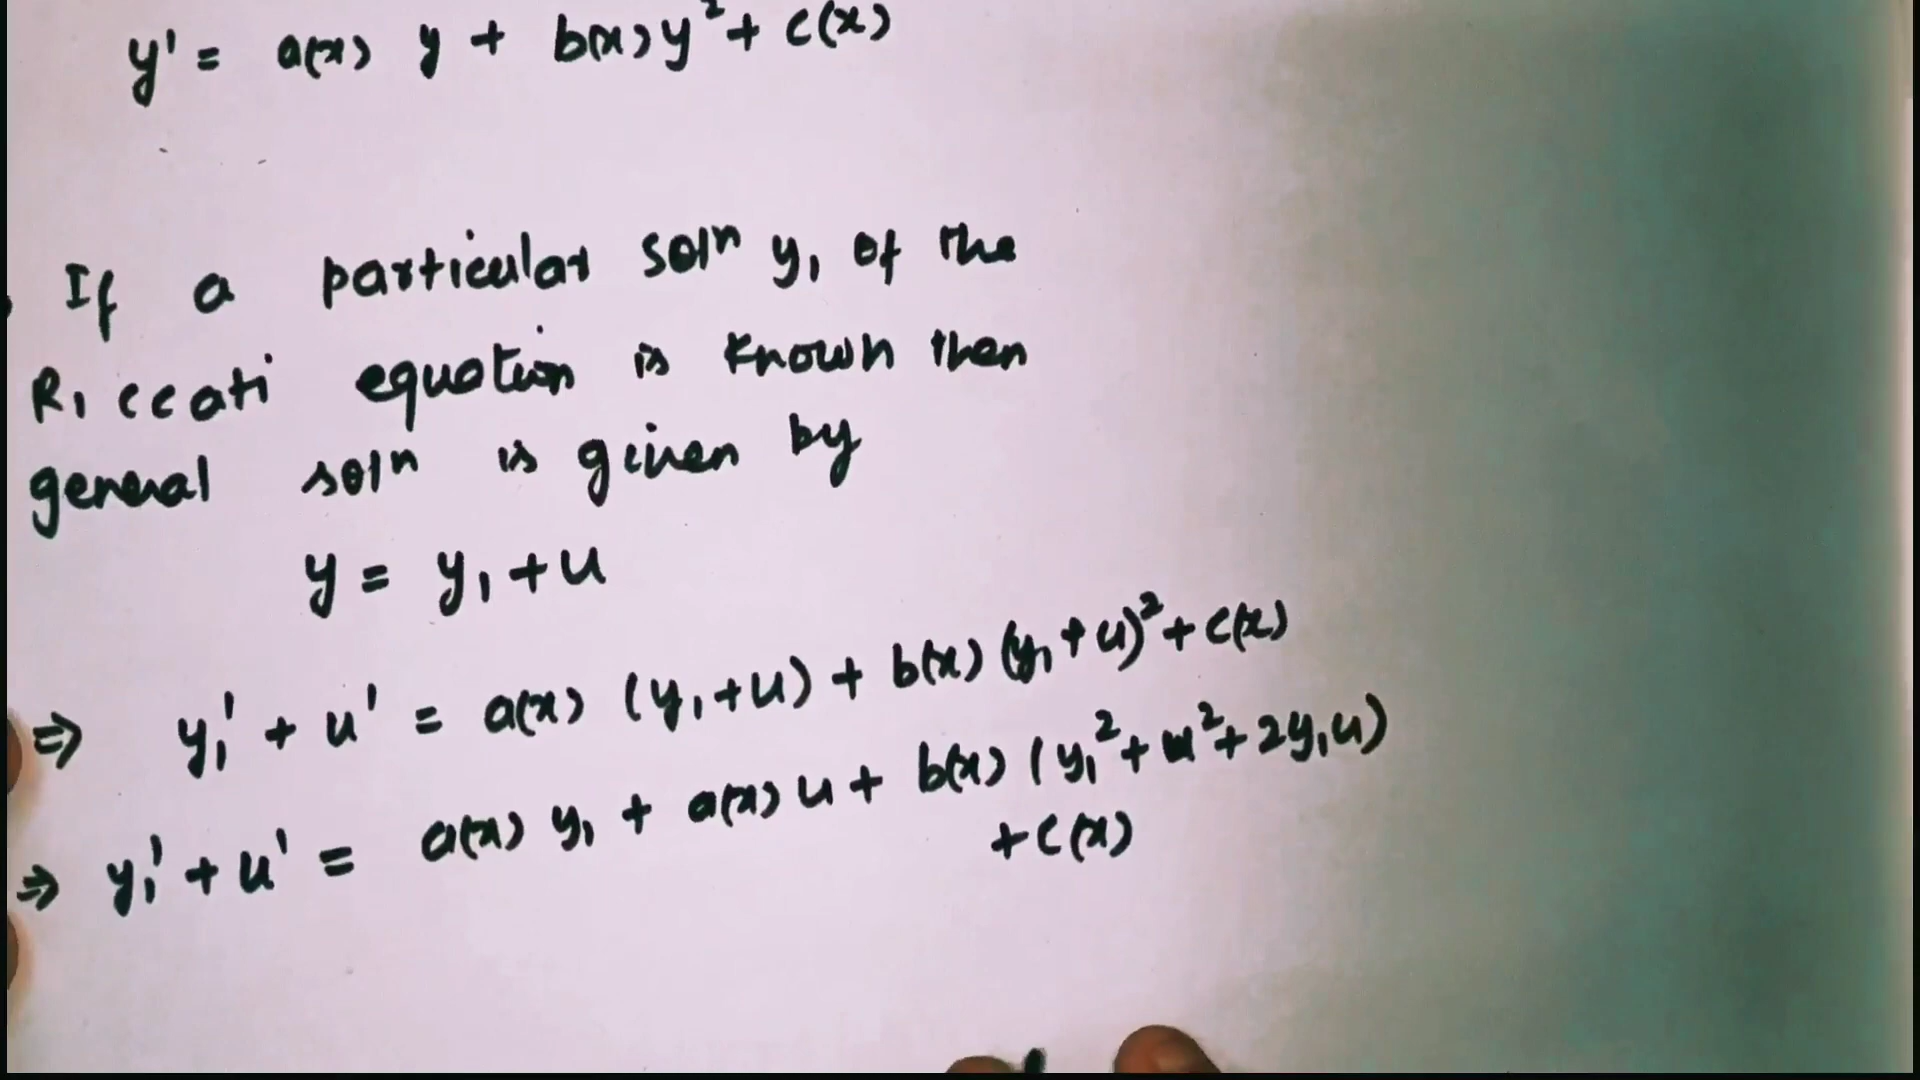 y' = a(x) y + b(x) y² + c(x)
If a particular solⁿ y₁ of the
Riccati equation is known then
general solⁿ is given by
y = y₁ + u
⇒ y₁' + u' = a(x) (y₁+u) + b(x) (y₁+u)² + c(x)
⇒ y₁' + u' = a(x) y₁ + a(x) u + b(x) (y₁² + u² + 2y₁u)
+ c(x)